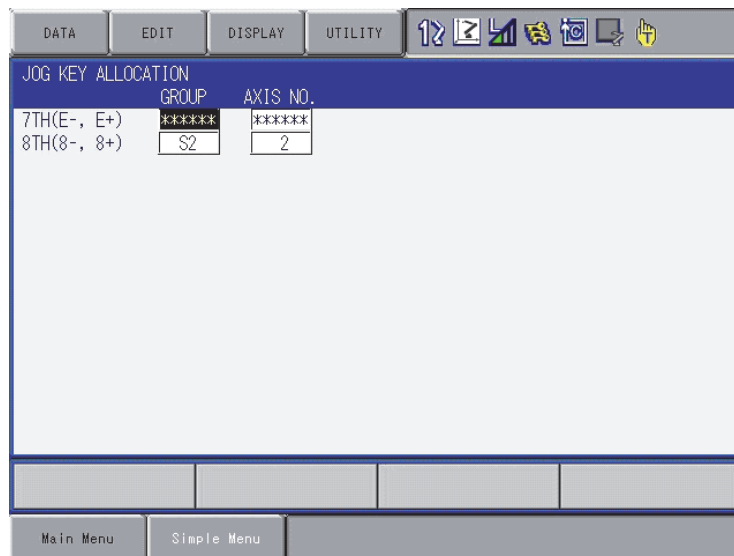 DATA EDIT DISPLAY UTILITY
JOG KEY ALLOCATION
GROUP AXIS NO.
7TH(E-, E+) ****** ******
8TH(8-, 8+) S2 2
Main Menu Simple Menu